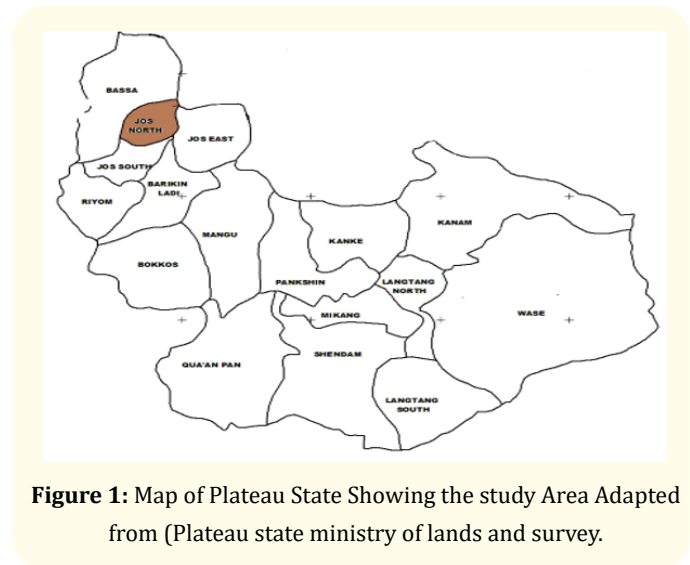 BASSA
JOS
NORTH
JOS EAST
JOS SOUTH
BARIKIN
LADI
RIYOM
KANAM
MANGU
KANKE
BOKKOS
PANKSHIN
LANGTANG
NORTH
MIKANG
WASE
SHENDAM
QUA'AN PAN
LANGTANG
SOUTH
Figure 1: Map of Plateau State Showing the study Area Adapted
from (Plateau state ministry of lands and survey.